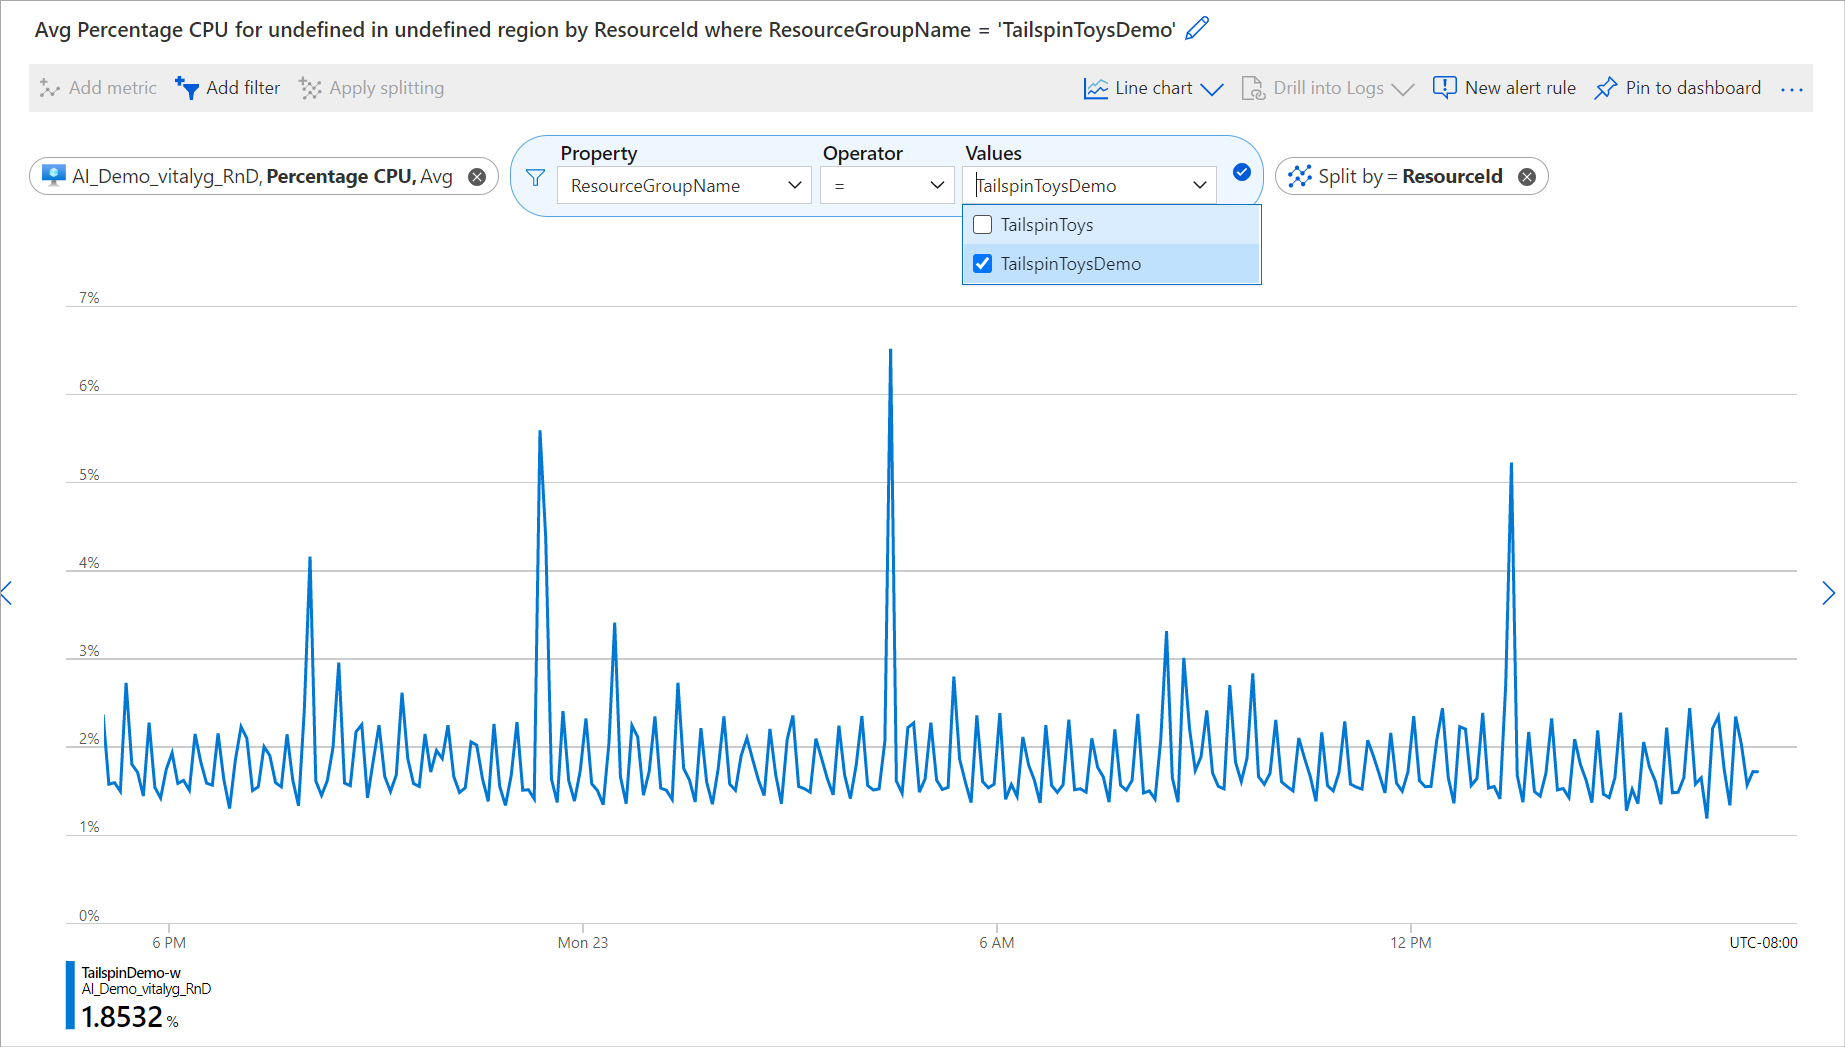 Avg Percentage CPU for undefined in undefined region by ResourceId where ResourceGroupName = 'TailspinToysDemo'
Add metric Add filter Apply splitting Line chart Drill into Logs New alert rule Pin to dashboard ...
AI_Demo_vitalyg_RnD, Percentage CPU, Avg
Property Operator Values
ResourceGroupName = TailspinToysDemo
Split by = ResourceId
TailspinToys
TailspinToysDemo
7%
6%
5%
4%
3%
2%
1%
0%
6 PM Mon 23 6 AM 12 PM UTC-08:00
TailspinDemo-w
AI_Demo_vitalyg_RnD
1.8532 %